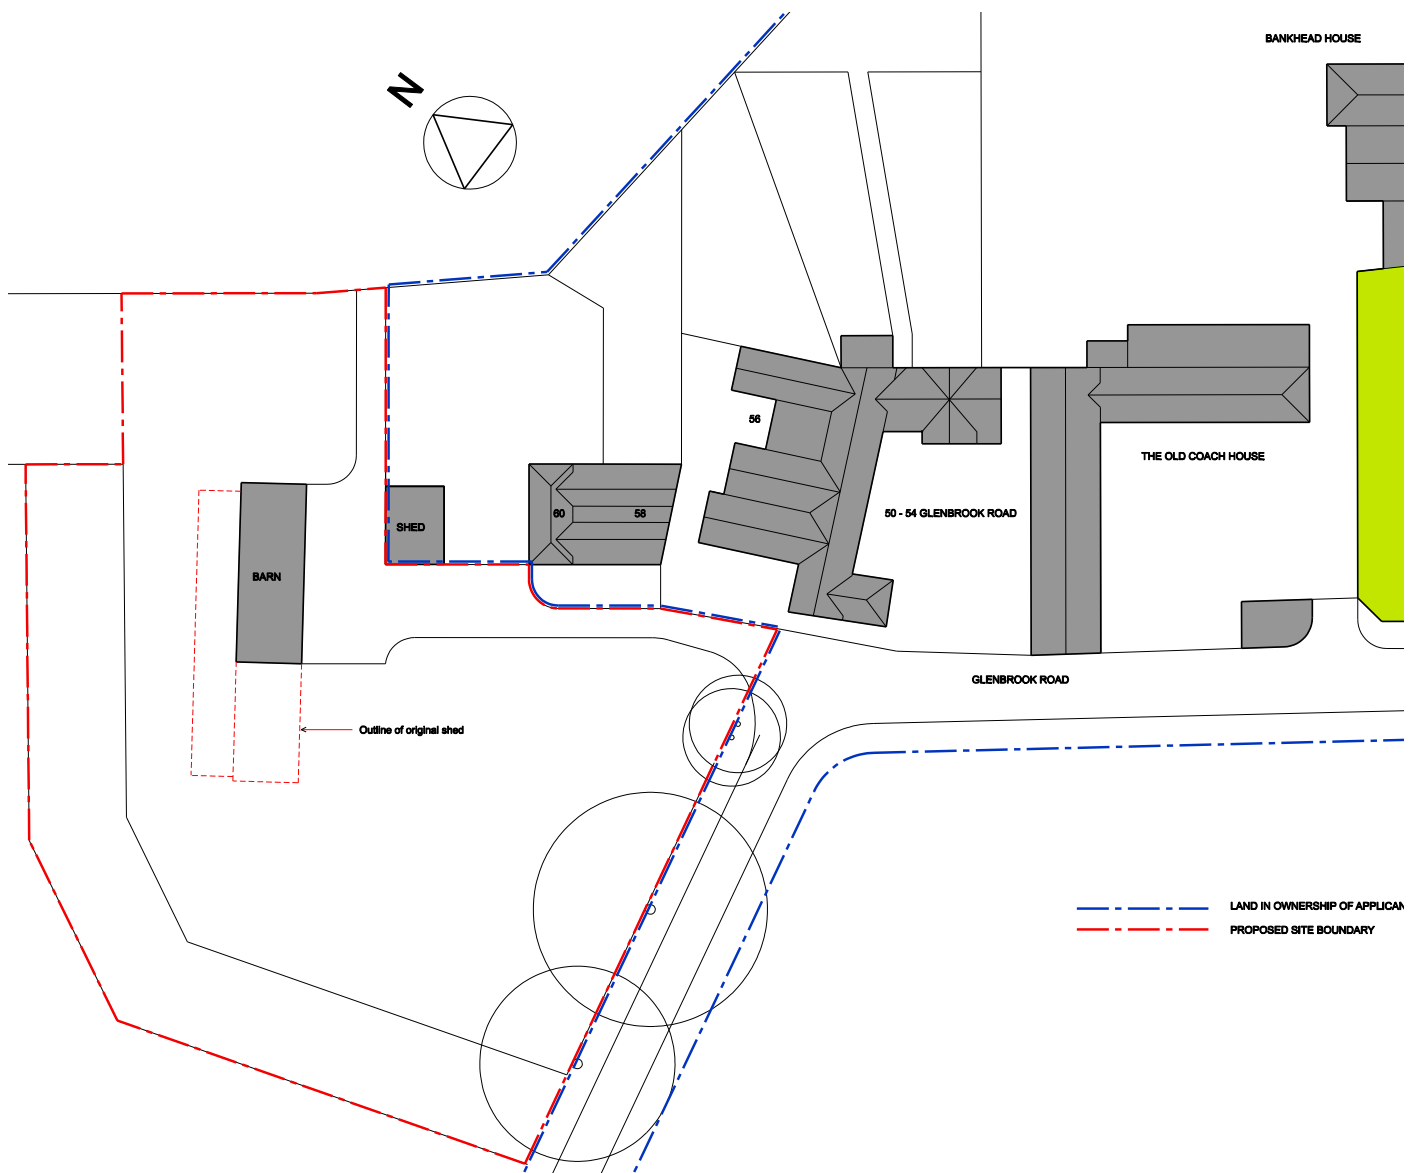 BANKHEAD HOUSE
N
56
THE OLD COACH HOUSE
60
58
50 - 54 GLENBROOK ROAD
SHED
BARN
GLENBROOK ROAD
Outline of original shed
LAND IN OWNERSHIP OF APPLICAN
PROPOSED SITE BOUNDARY